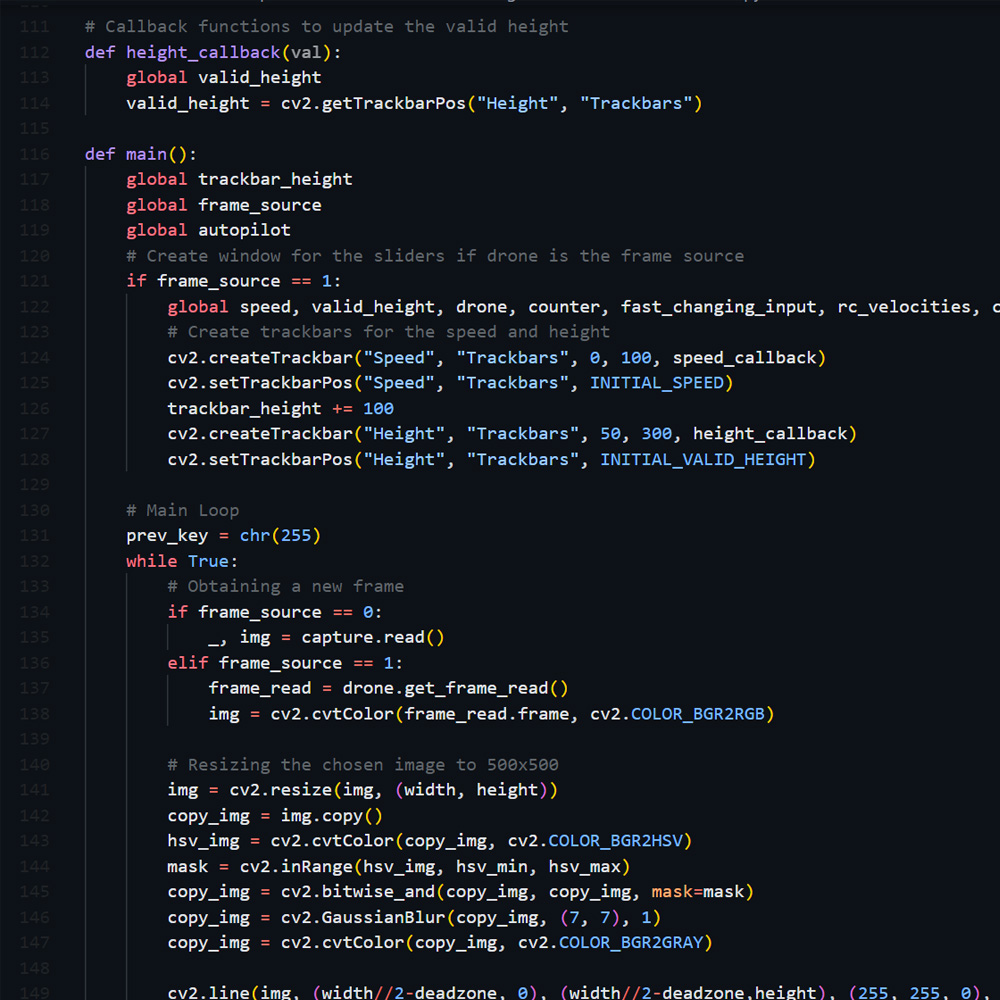 111 # Callback functions to update the valid height
112 def height_callback(val):
113 global valid_height
114 valid_height = cv2.getTrackbarPos("Height", "Trackbars")
115
116 def main():
117 global trackbar_height
118 global frame_source
119 global autopilot
120 # Create window for the sliders if drone is the frame source
121 if frame_source == 1:
122 global speed, valid_height, drone, counter, fast_changing_input, rc_velocities,
123 # Create trackbars for the speed and height
124 cv2.createTrackbar("Speed", "Trackbars", 0, 100, speed_callback)
125 cv2.setTrackbarPos("Speed", "Trackbars", INITIAL_SPEED)
126 trackbar_height += 100
127 cv2.createTrackbar("Height", "Trackbars", 50, 300, height_callback)
128 cv2.setTrackbarPos("Height", "Trackbars", INITIAL_VALID_HEIGHT)
129
130 # Main Loop
131 prev_key = chr(255)
132 while True:
133 # Obtaining a new frame
134 if frame_source == 0:
135 _, img = capture.read()
136 elif frame_source == 1:
137 frame_read = drone.get_frame_read()
138 img = cv2.cvtColor(frame_read.frame, cv2.COLOR_BGR2RGB)
139
140 # Resizing the chosen image to 500x500
141 img = cv2.resize(img, (width, height))
142 copy_img = img.copy()
143 hsv_img = cv2.cvtColor(copy_img, cv2.COLOR_BGR2HSV)
144 mask = cv2.inRange(hsv_img, hsv_min, hsv_max)
145 copy_img = cv2.bitwise_and(copy_img, copy_img, mask=mask)
146 copy_img = cv2.GaussianBlur(copy_img, (7, 7), 1)
147 copy_img = cv2.cvtColor(copy_img, cv2.COLOR_BGR2GRAY)
148
149 cv2.line(img, (width//2-deadzone, 0), (width//2-deadzone,height), (255, 255, 0),